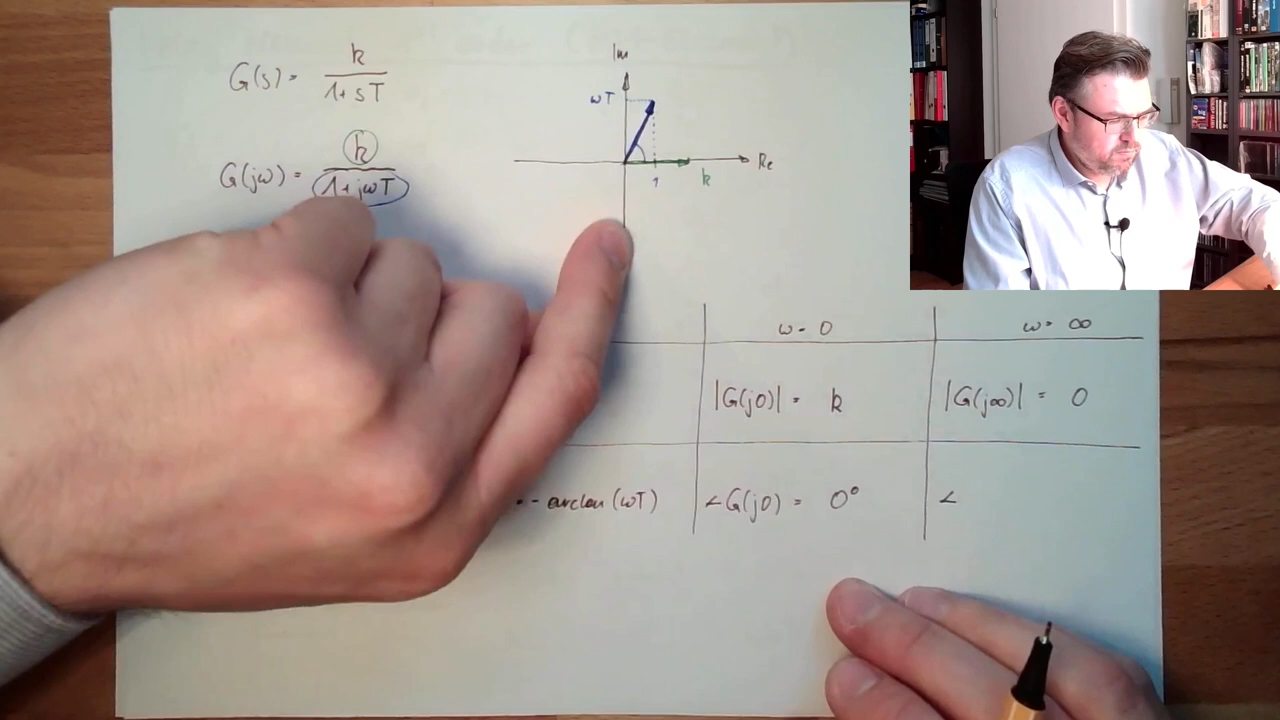 G(s) = k / 1 + sT
G(jω) = k / 1 + jωT
Im
ωT
Re
1 k
ω = 0 ω = ∞
|G(j0)| = k |G(j∞)| = 0
- arctan (ωT) ∠G(j0) = 0° ∠